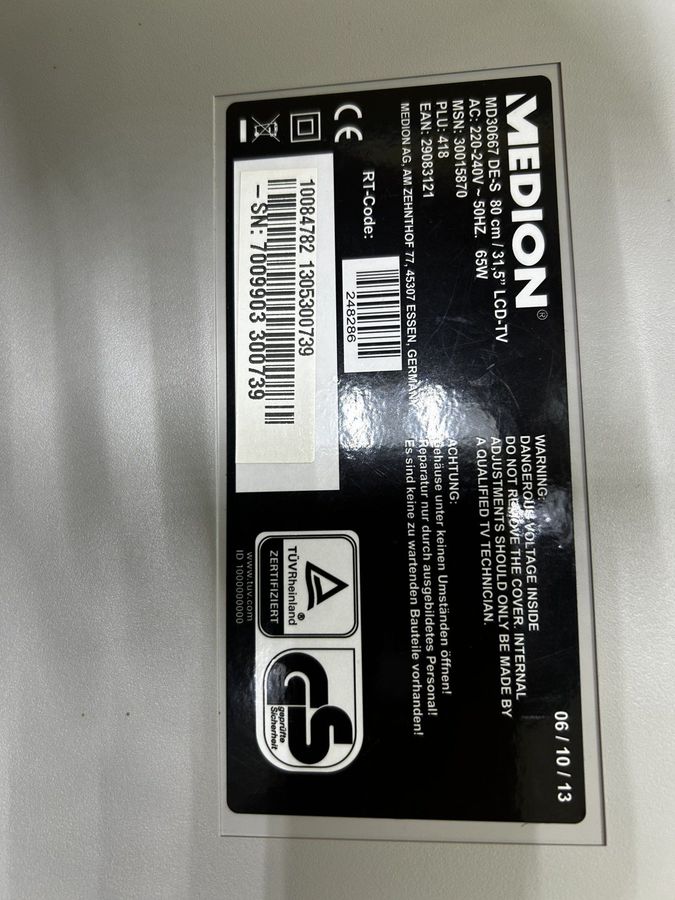 MEDION®
MD30667 DE-S 80 cm / 31,5" LCD-TV
AC: 220-240V~ 50HZ. 65W
MSN: 30015870
PLU: 418
EAN: 29083121
MEDION AG, AM ZEHNTHOF 77, 45307 ESSEN, GERMANY
CE
RT-Code:
248286
10084782 1305300739
- SN: 7009903 300739
06 / 10 / 13
WARNING:
DANGEROUS VOLTAGE INSIDE
DO NOT REMOVE THE COVER. INTERNAL
ADJUSTMENTS SHOULD ONLY BE MADE BY
A QUALIFIED TV TECHNICIAN.
ACHTUNG:
Gehäuse unter keinen Umständen öffnen!
Reparatur nur durch ausgebildetes Personal!
Es sind keine zu wartenden Bauteile vorhanden!
TÜVRheinland®
ZERTIFIZIERT
www.tuv.com
ID 1000000000
GS
geprüfte
Sicherheit